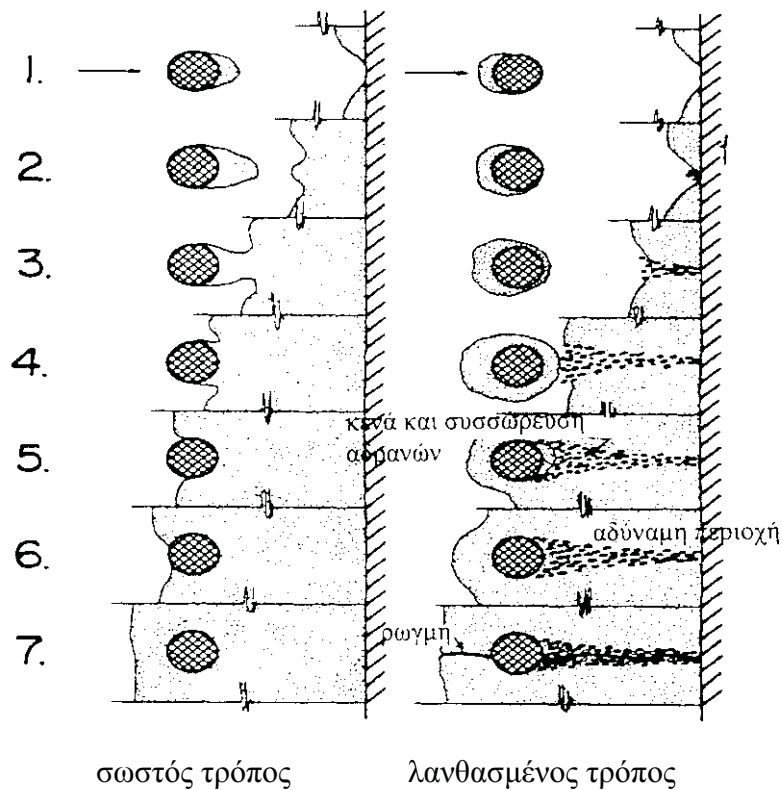 1.
2.
3.
4.
κενά και συσσώρευση
5.
αδρανών
6.
αδύναμη περιοχή
7.
ρωγμή
σωστός τρόπος
λανθασμένος τρόπος